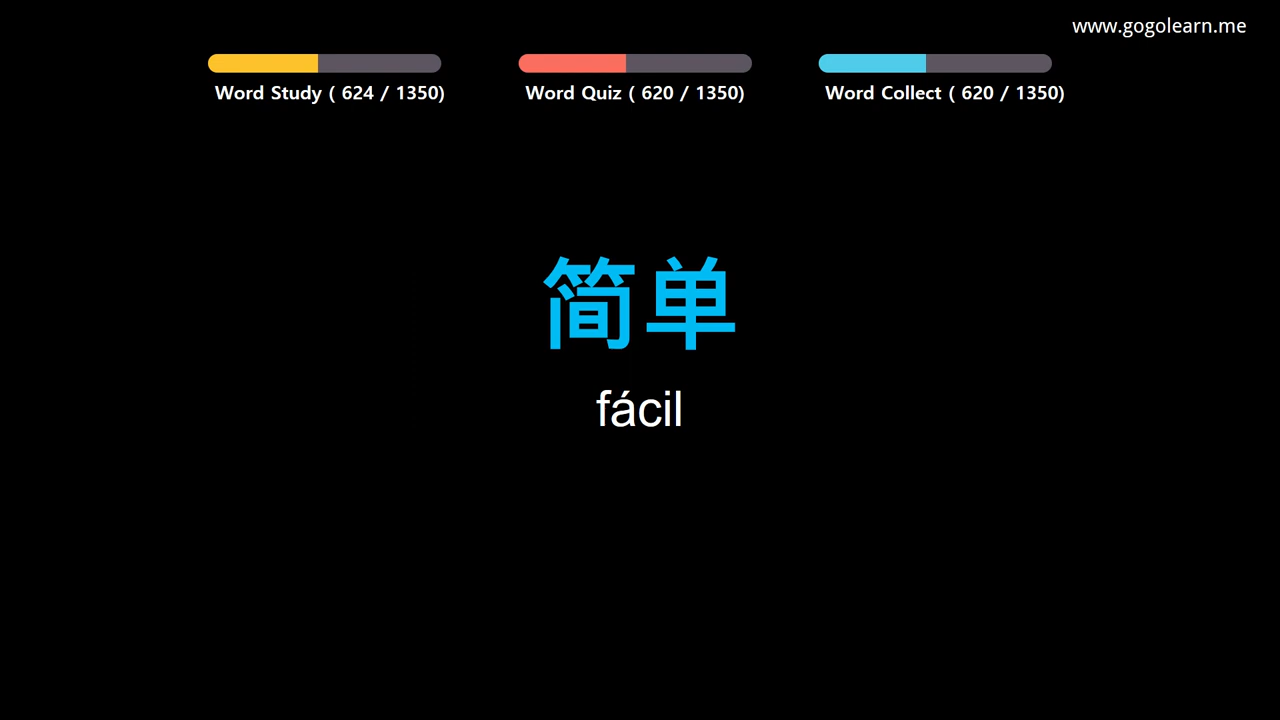 www.gogolearn.me
Word Study ( 624 / 1350)
Word Quiz ( 620 / 1350)
Word Collect ( 620 / 1350)
简单
fácil